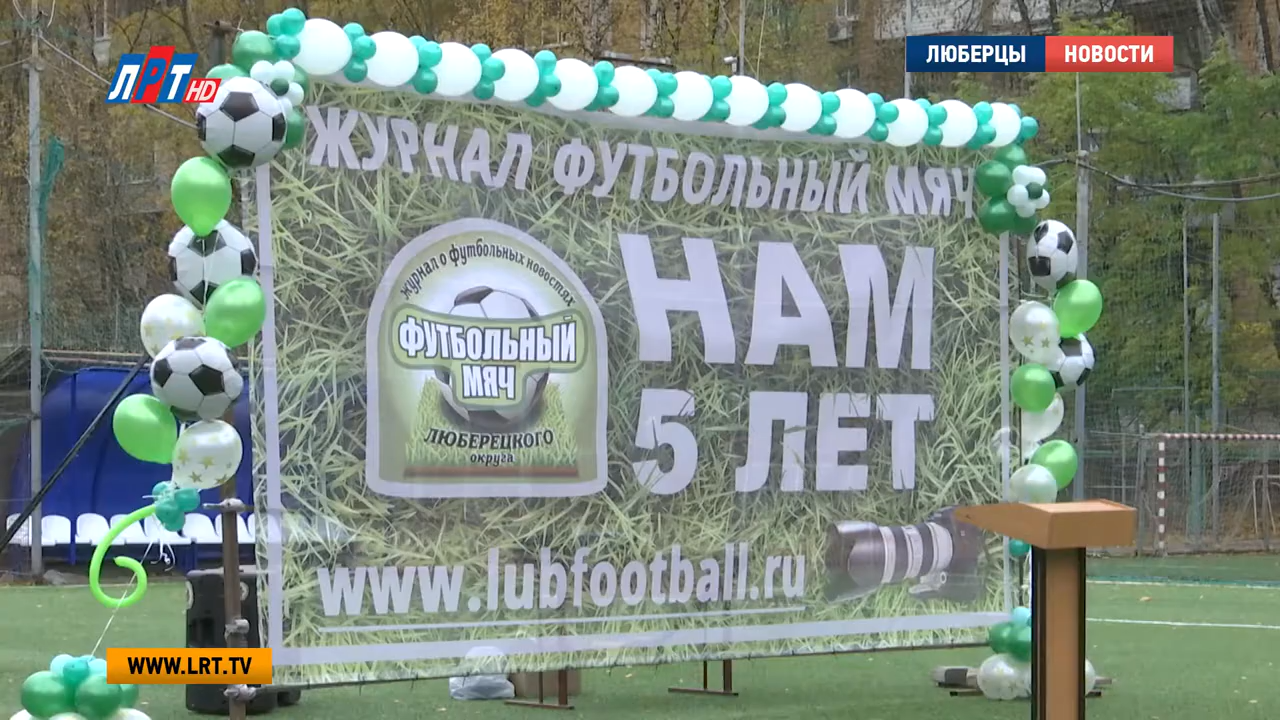 ЛРТ HD
ЛЮБЕРЦЫ НОВОСТИ
ЖУРНАЛ ФУТБОЛЬНЫЙ МЯЧ
журнал о футбольных новостях
ФУТБОЛЬНЫЙ
МЯЧ
ЛЮБЕРЕЦКОГО
округа
НАМ
5 ЛЕТ
www.lubfootball.ru
WWW.LRT.TV